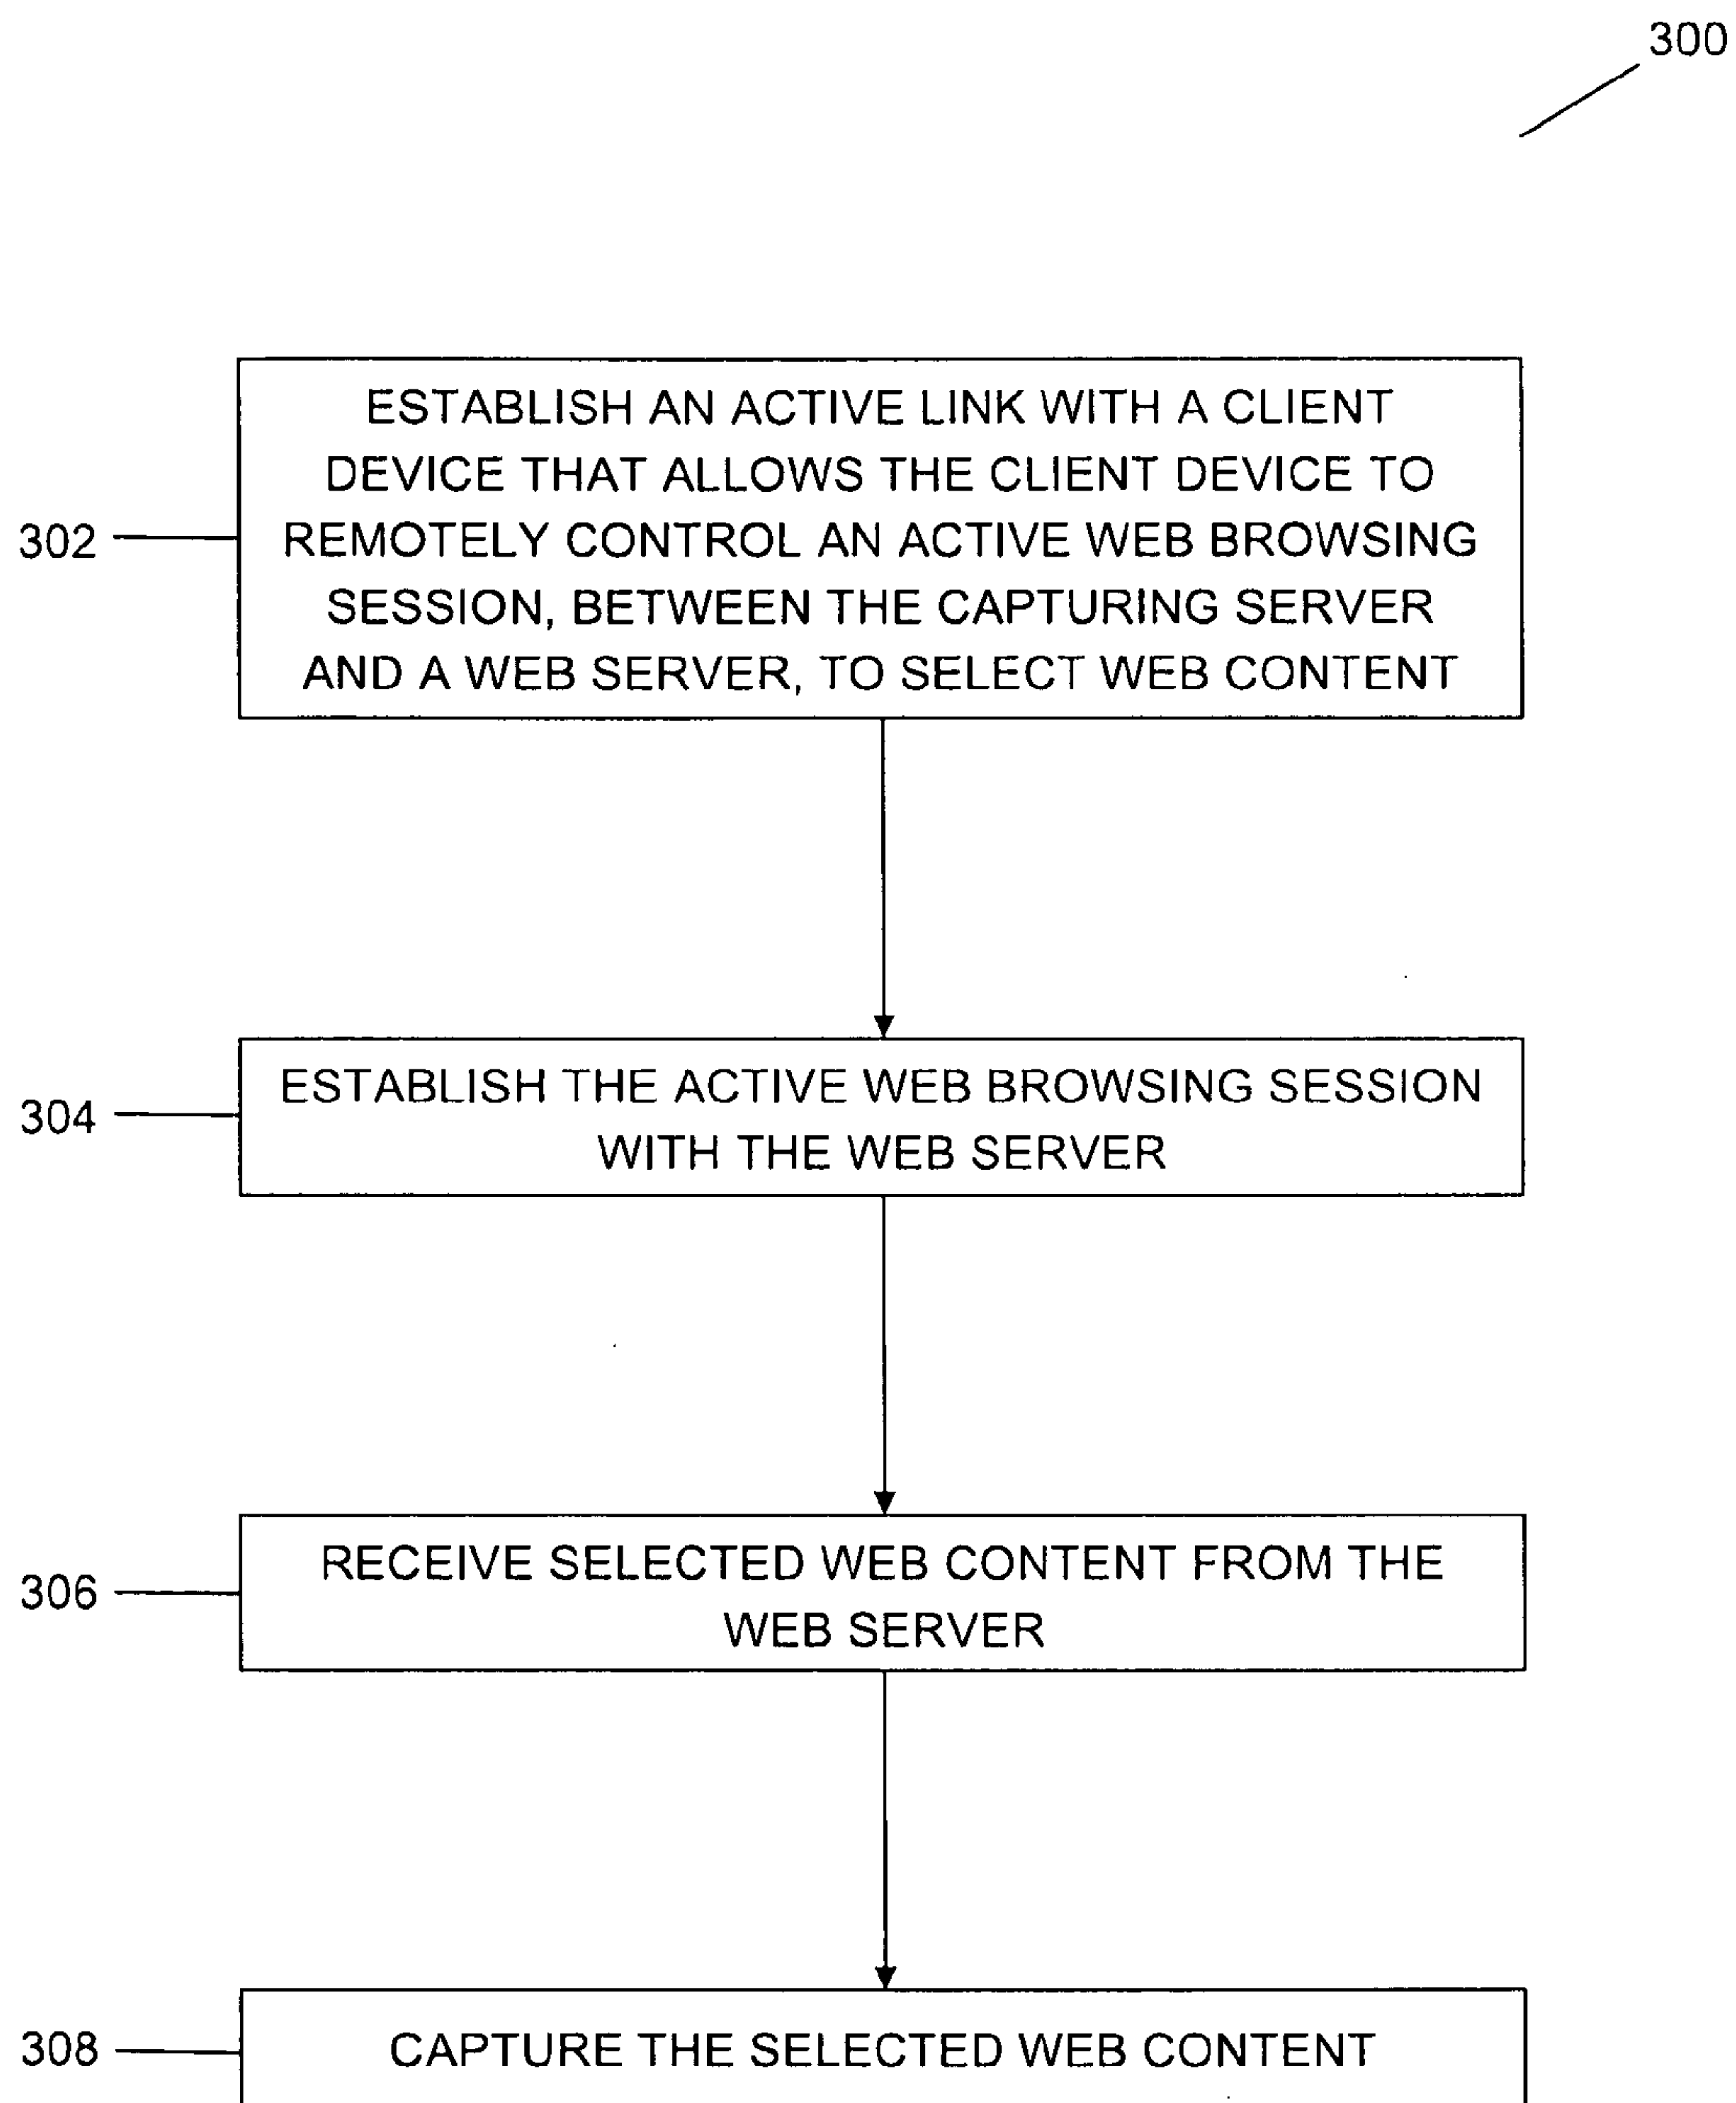 300
302
ESTABLISH AN ACTIVE LINK WITH A CLIENT
DEVICE THAT ALLOWS THE CLIENT DEVICE TO
REMOTELY CONTROL AN ACTIVE WEB BROWSING
SESSION, BETWEEN THE CAPTURING SERVER
AND A WEB SERVER, TO SELECT WEB CONTENT
304
ESTABLISH THE ACTIVE WEB BROWSING SESSION
WITH THE WEB SERVER
306
RECEIVE SELECTED WEB CONTENT FROM THE
WEB SERVER
308
CAPTURE THE SELECTED WEB CONTENT